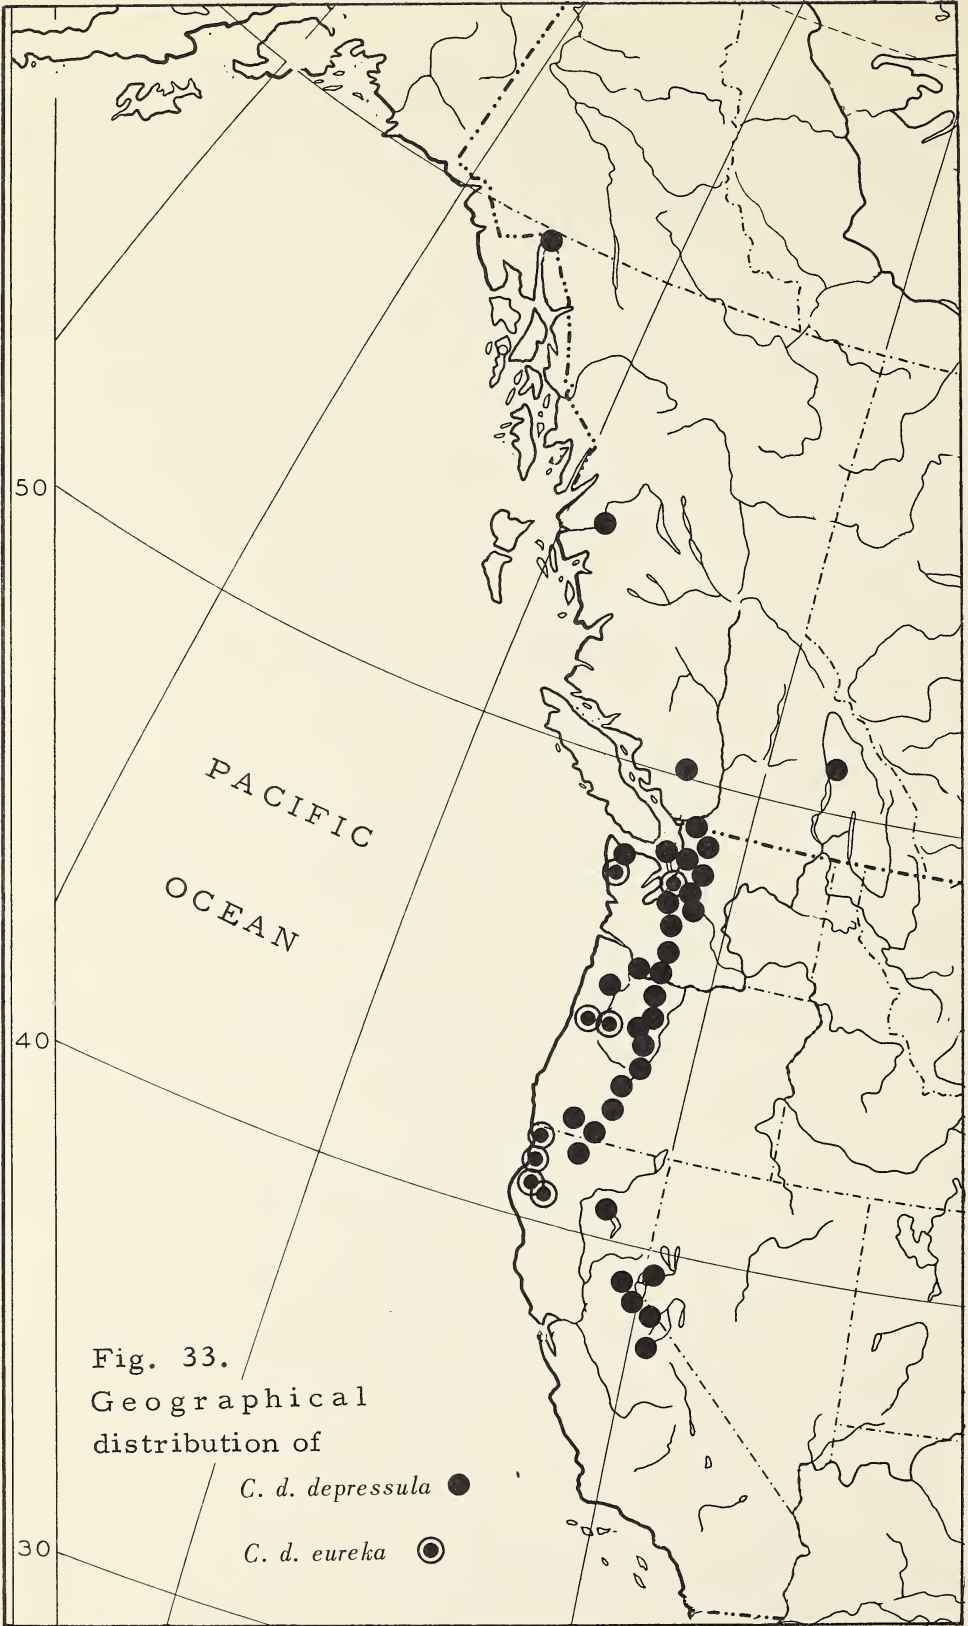 50
PACIFIC
OCEAN
40
Fig. 33.
Geographical
distribution of
C. d. depressula
C. d. eureka
30